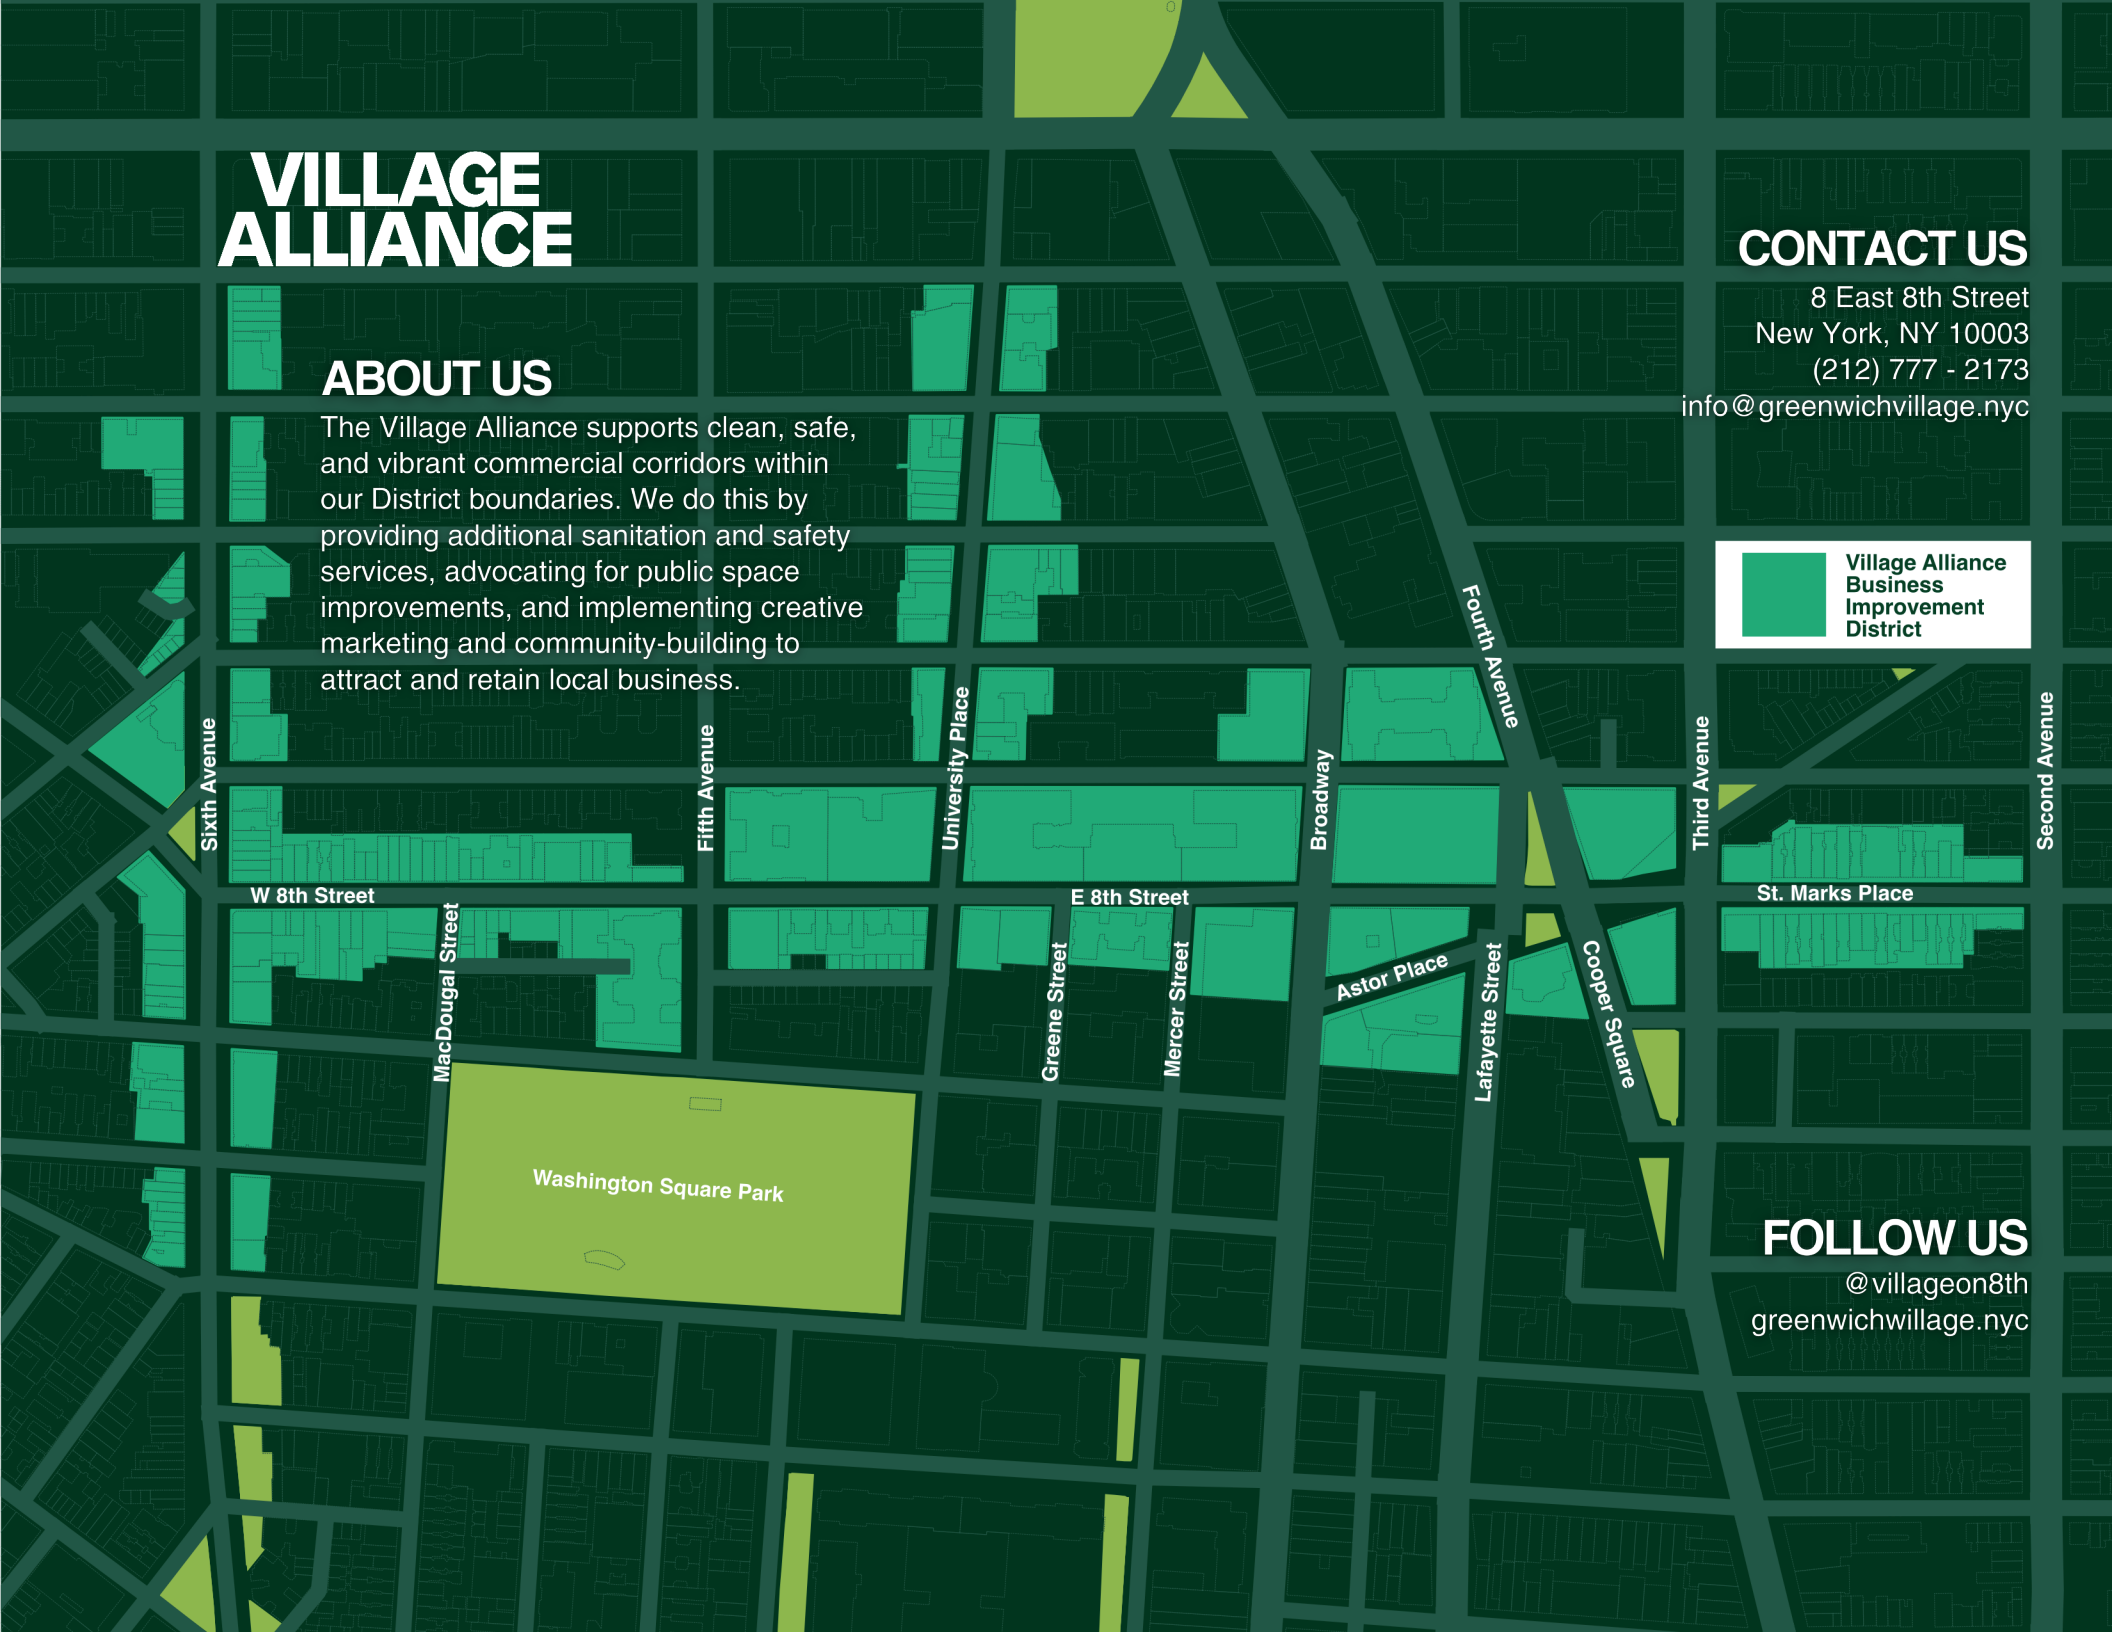 VILLAGE
ALLIANCE
CONTACT US
8 East 8th Street
New York, NY 10003
(212) 777 - 2173
info@greenwichvillage.nyc
ABOUT US
The Village Alliance supports clean, safe,
and vibrant commercial corridors within
our District boundaries. We do this by
providing additional sanitation and safety
services, advocating for public space
improvements, and implementing creative
marketing and community-building to
attract and retain local business.
Village Alliance
Business
Improvement
District
Sixth Avenue
Fifth Avenue
University Place
Broadway
Fourth Avenue
Third Avenue
Second Avenue
W 8th Street
E 8th Street
St. Marks Place
MacDougal Street
Greene Street
Mercer Street
Astor Place
Lafayette Street
Cooper Square
Washington Square Park
FOLLOW US
@villageon8th
greenwichwillage.nyc